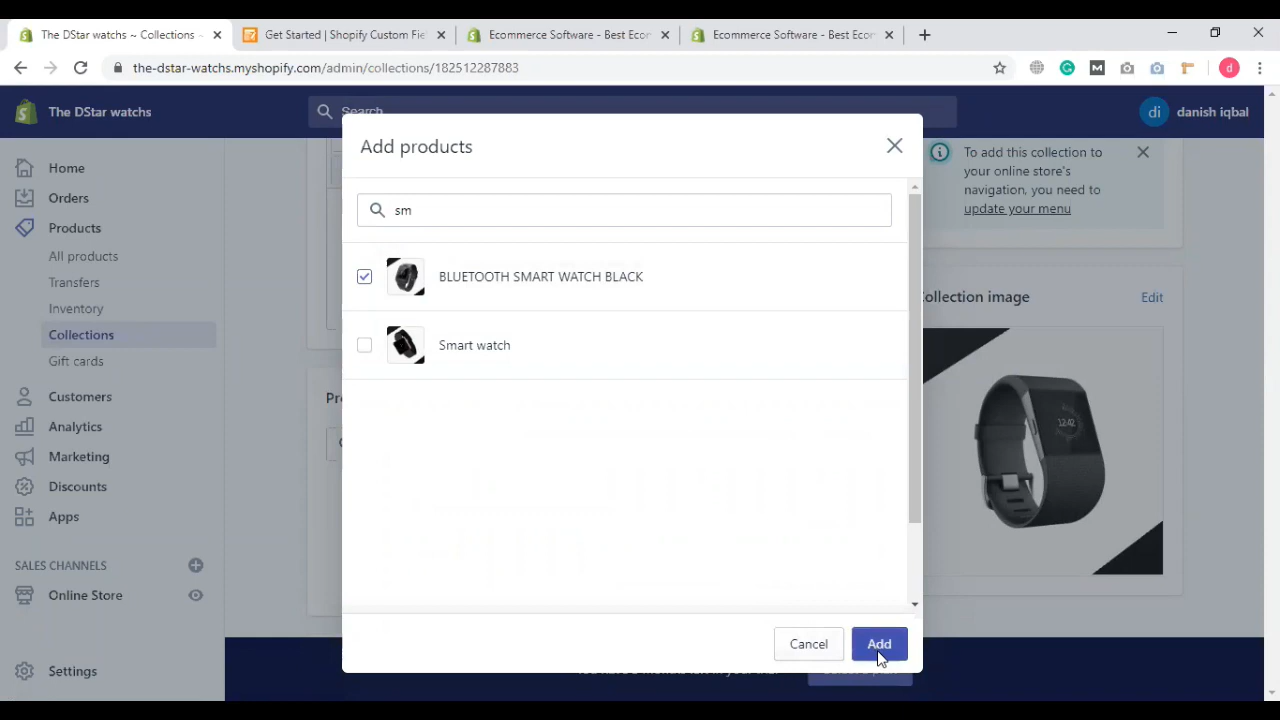 The DStar watchs ~ Collections ~
Get Started | Shopify Custom Fie
Ecommerce Software - Best Econ
Ecommerce Software - Best Econ
the-dstar-watchs.myshopify.com/admin/collections/182512287883
d
The DStar watchs
Search
di
danish iqbal
Home
Orders
Products
All products
Transfers
Inventory
Collections
Gift cards
Customers
Analytics
Marketing
Discounts
Apps
SALES CHANNELS
Online Store
Settings
Add products
sm
BLUETOOTH SMART WATCH BLACK
Smart watch
Cancel
Add
To add this collection to
your online store's
navigation, you need to
update your menu
ollection image
Edit
12:42